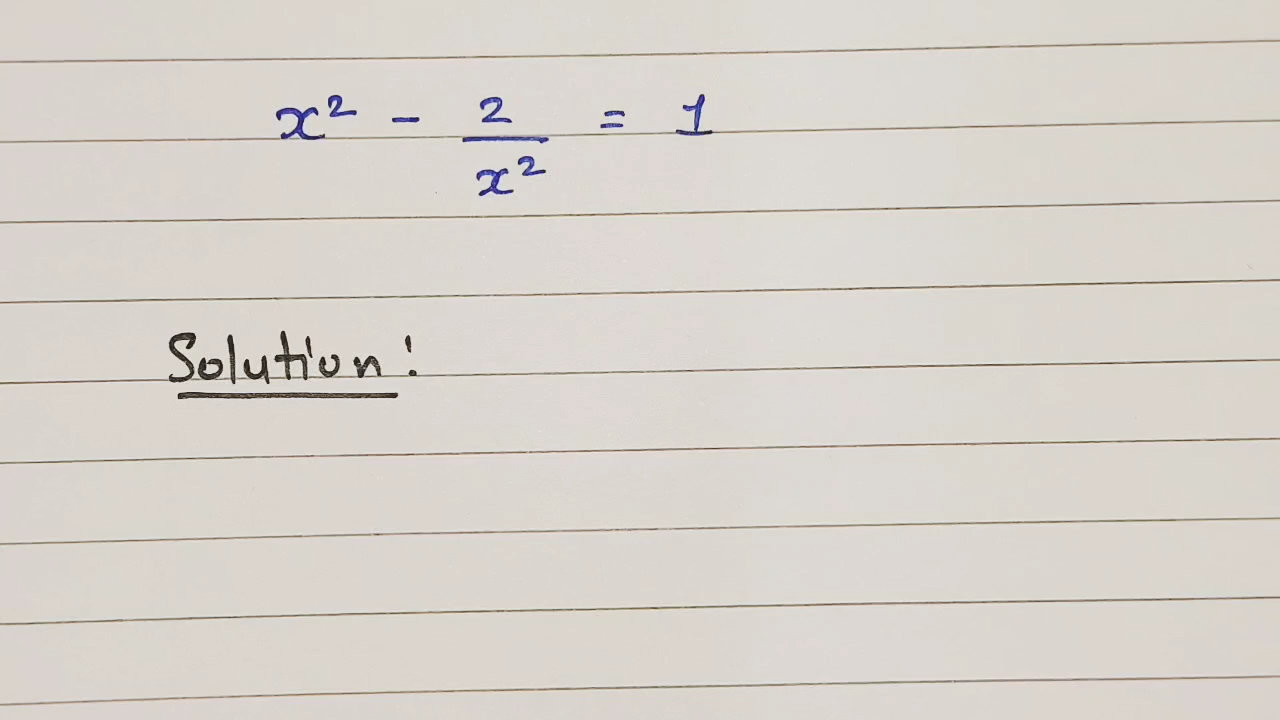 x² - 2/x² = 1
Solution: